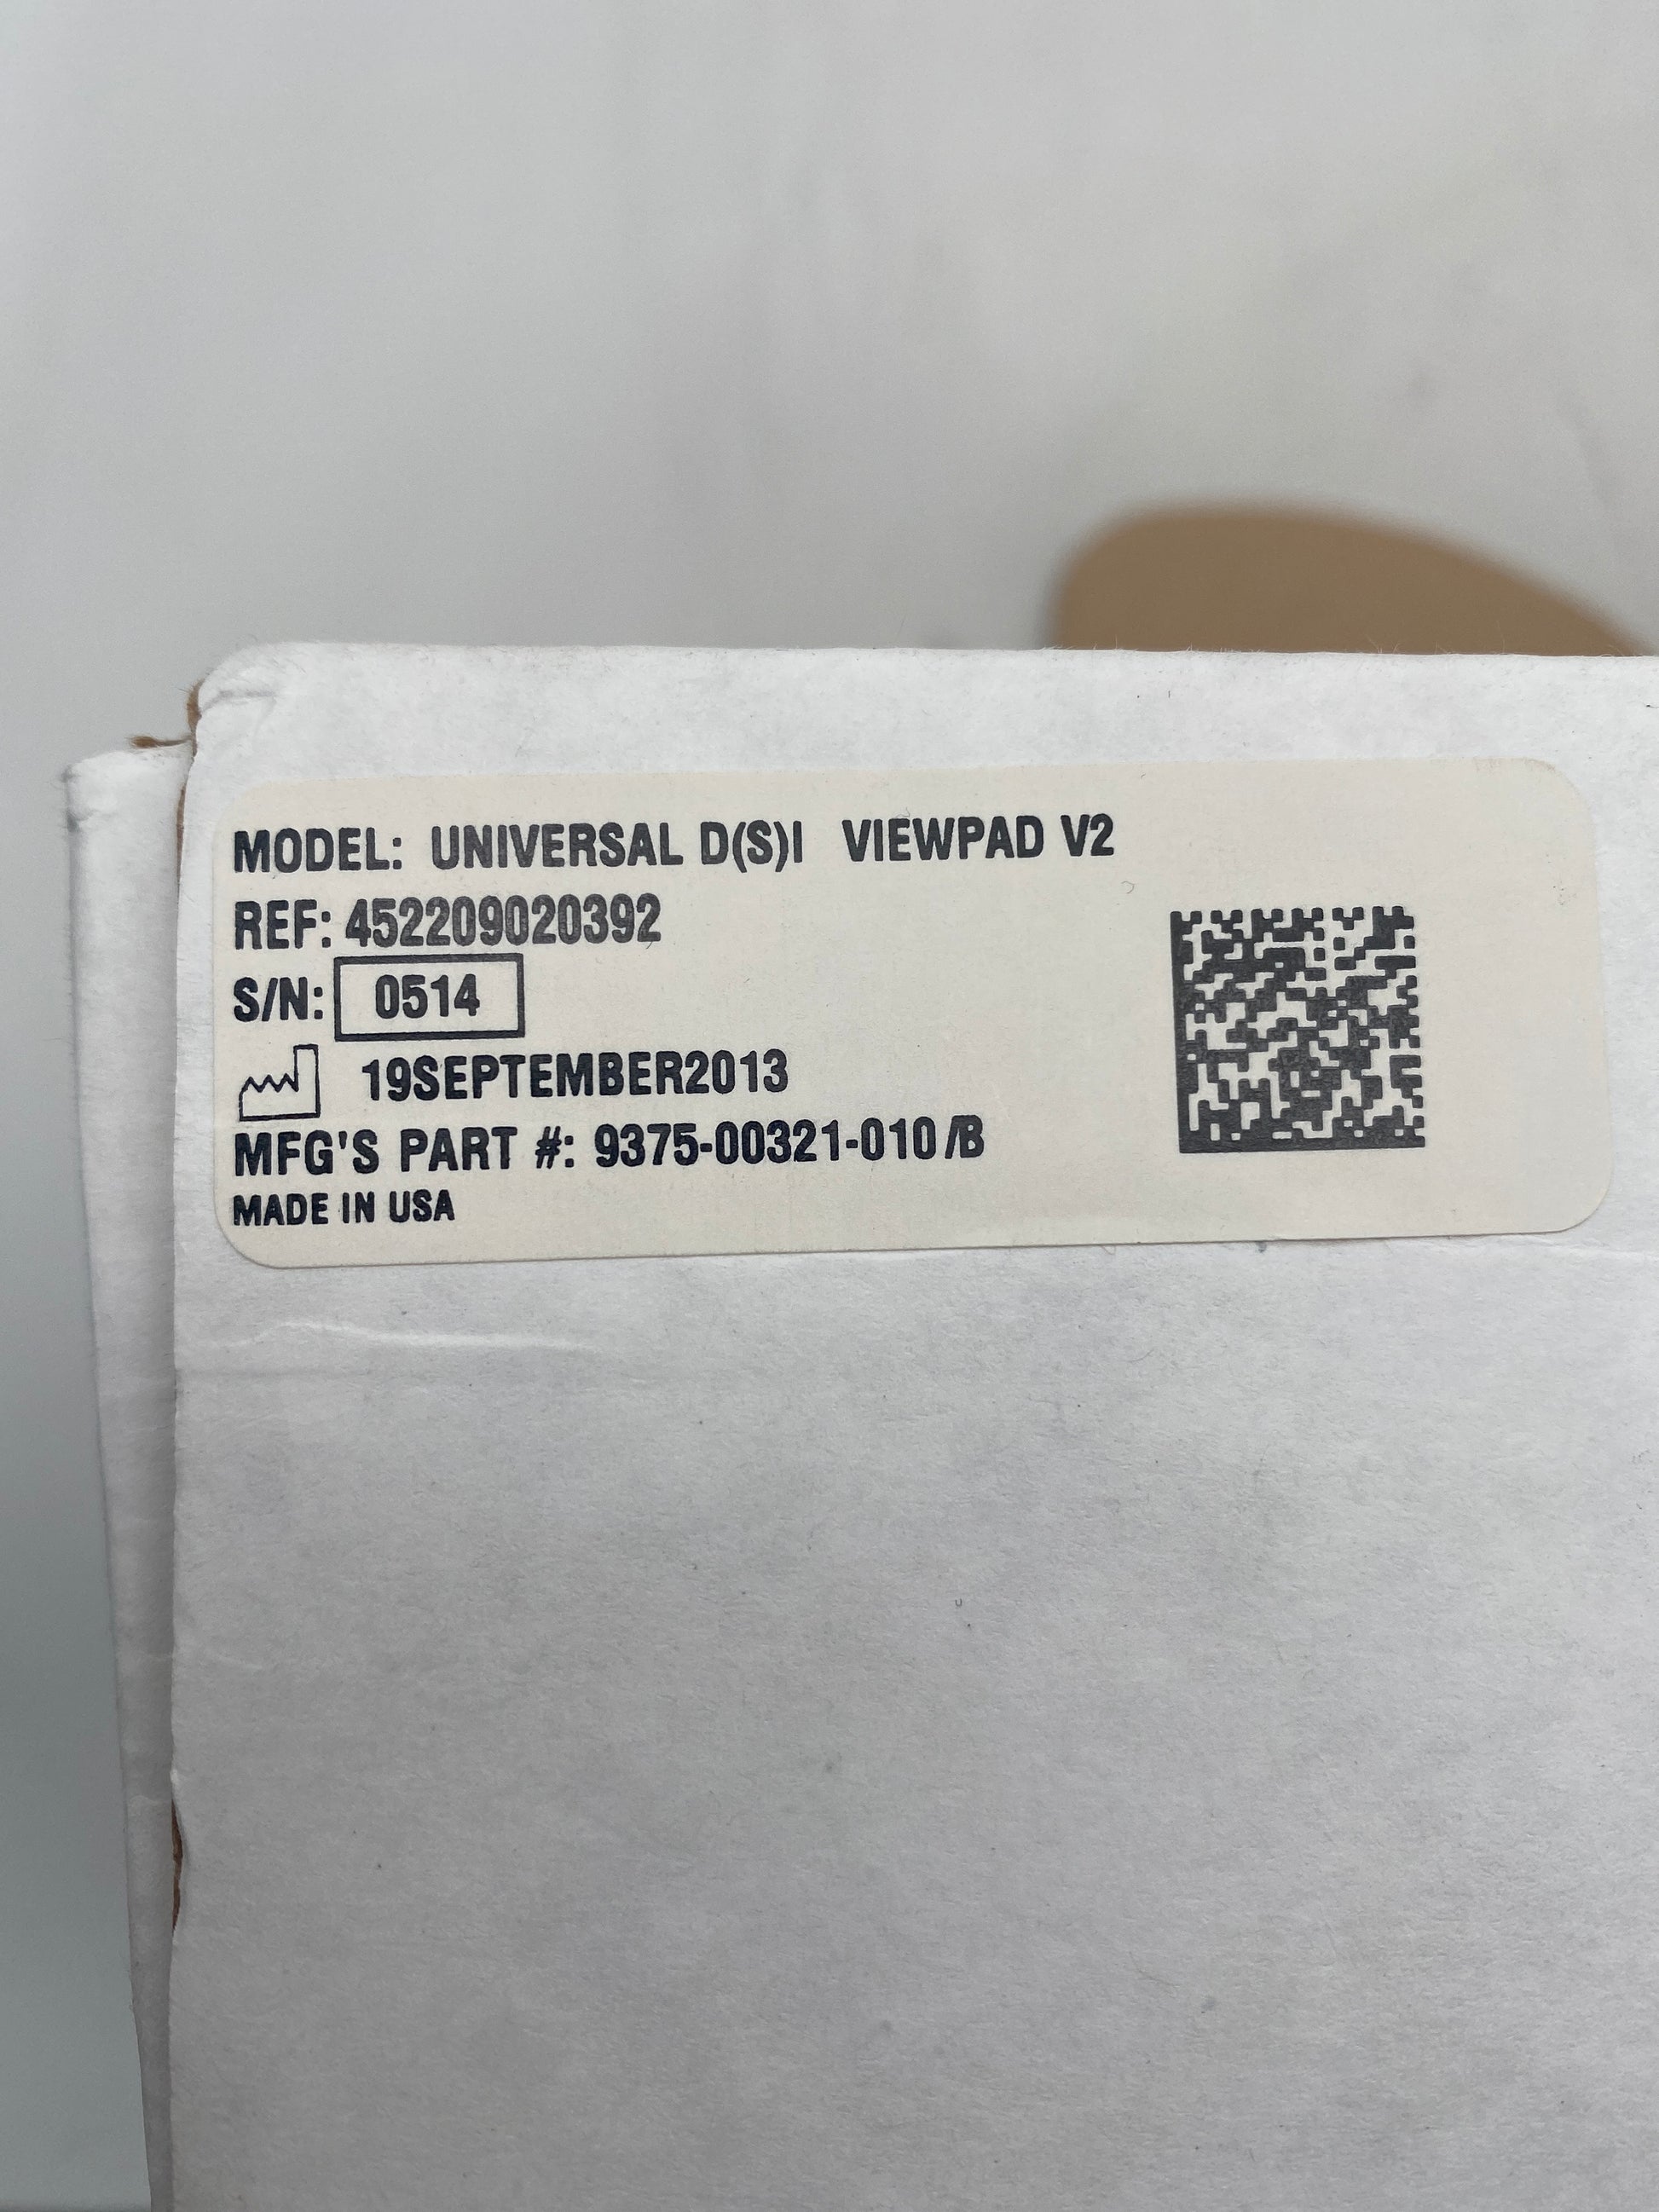 MODEL: UNIVERSAL D(S)I VIEWPAD V2
REF: 452209020392
S/N: 0514
19SEPTEMBER2013
MFG'S PART #: 9375-00321-010/B
MADE IN USA